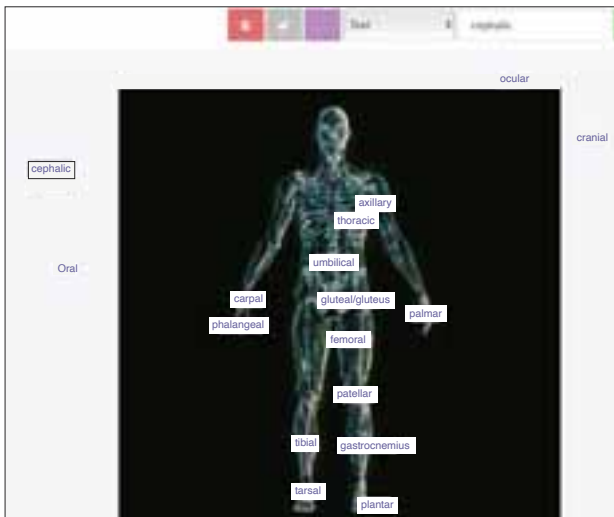 Text cephalic
ocular
cranial
cephalic
axillary
thoracic
umbilical
Oral
carpal
gluteal/gluteus
phalangeal
palmar
femoral
patellar
tibial
gastrocnemius
tarsal
plantar